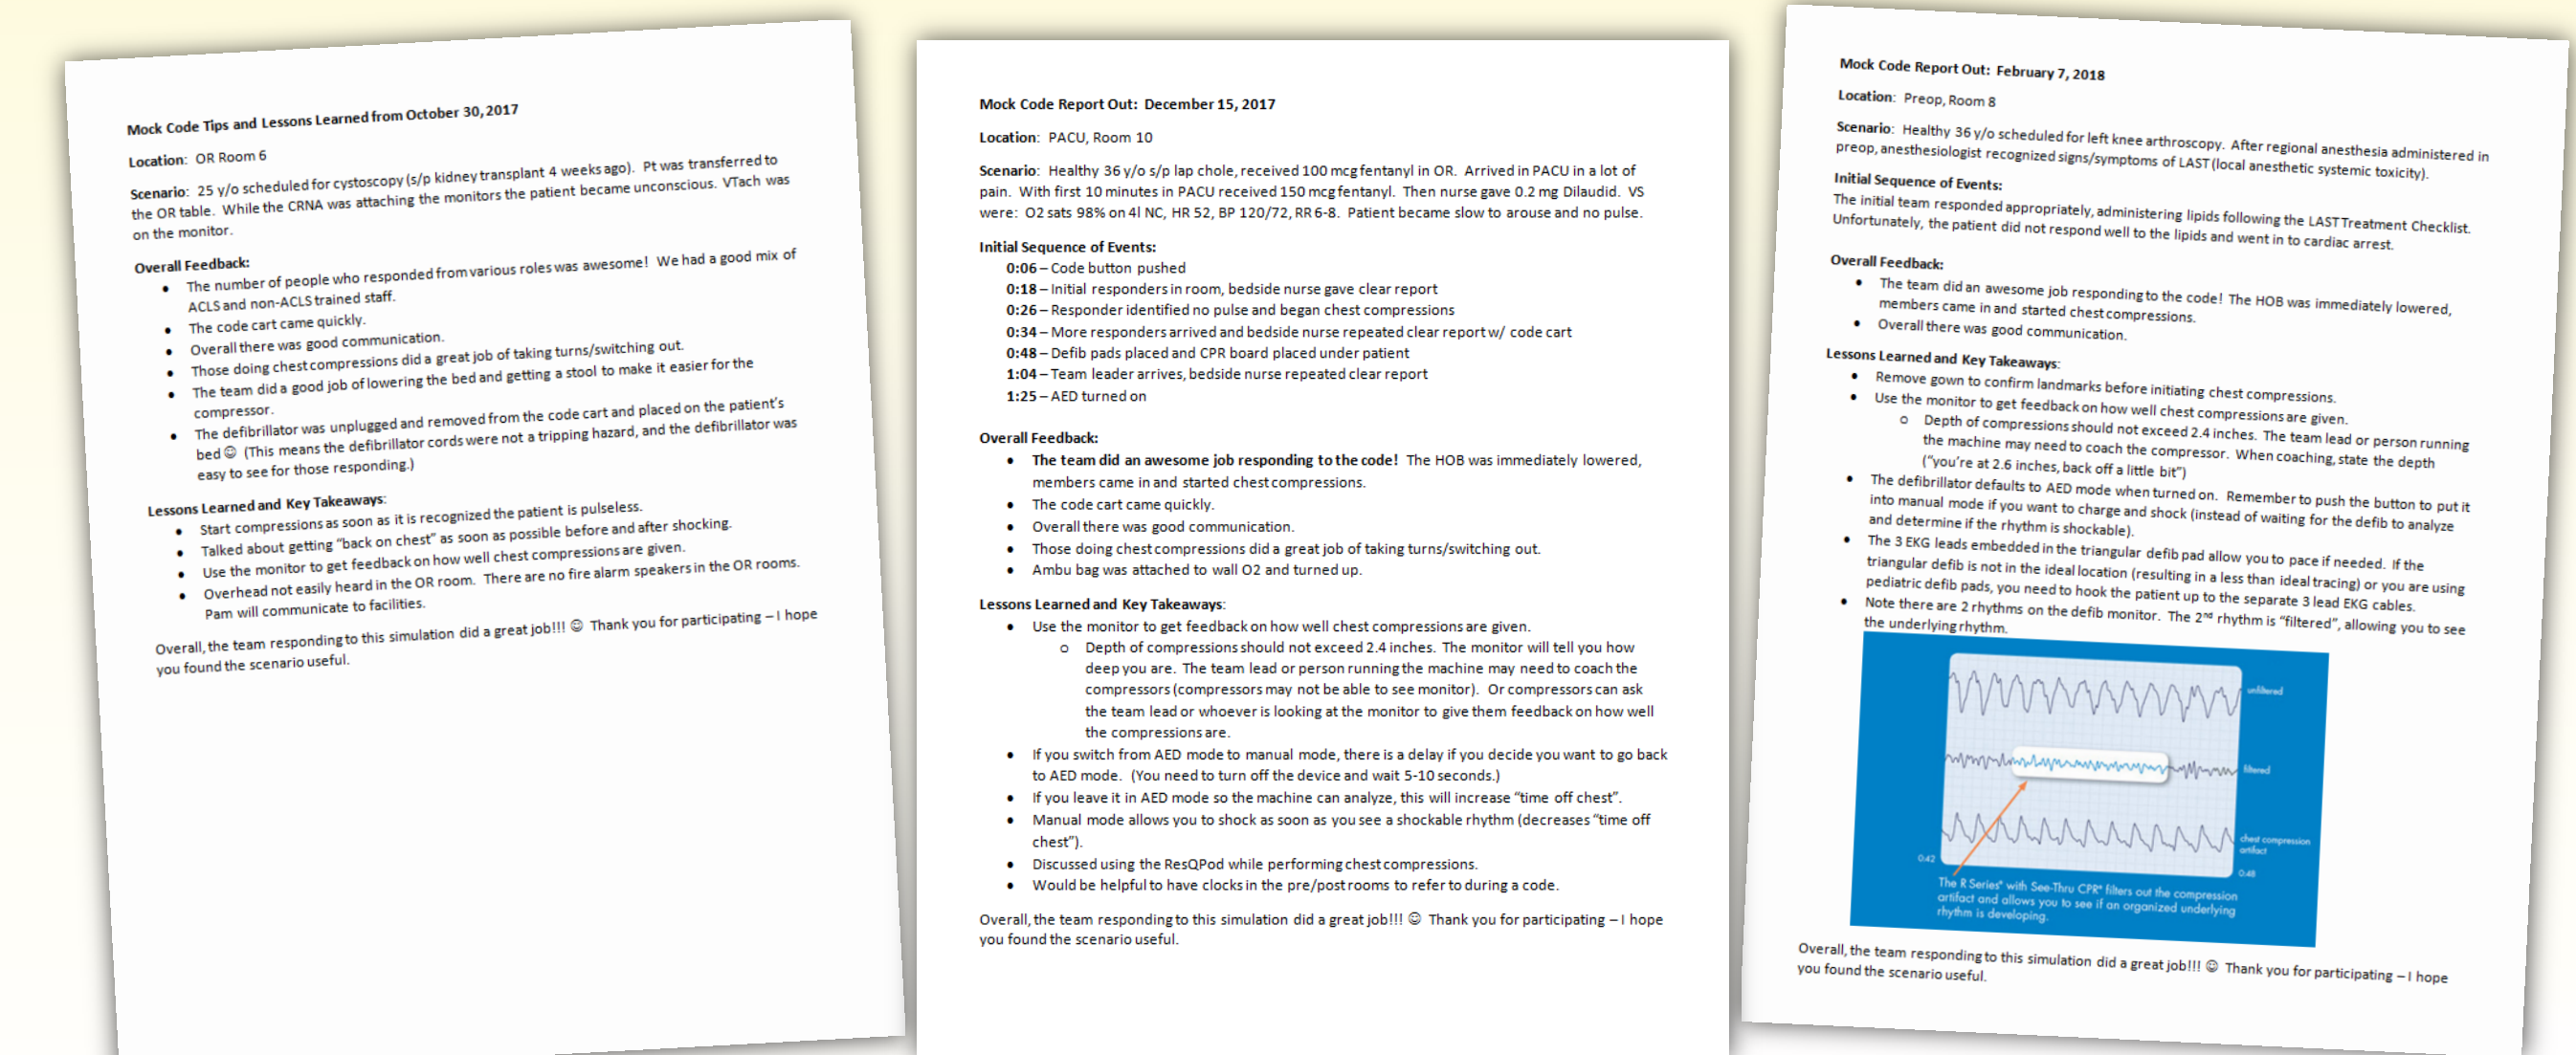 Mock Code Tips and Lessons Learned from October 30, 2017
Location: OR Room 6
Scenario: 25 y/o scheduled for cystoscopy (s/p kidney transplant 4 weeks ago). Pt was transferred to
the OR table. While the CRNA was attaching the monitors the patient became unconscious. VTach was
on the monitor.
Overall Feedback:
• The number of people who responded from various roles was awesome! We had a good mix of
ACLS and non-ACLS trained staff.
• The code cart came quickly.
• Overall there was good communication.
• Those doing chest compressions did a great job of taking turns/switching out.
• The team did a good job of lowering the bed and getting a stool to make it easier for the
compressor.
• The defibrillator was unplugged and removed from the code cart and placed on the patient's
bed ☺ (This means the defibrillator cords were not a tripping hazard, and the defibrillator was
easy to see for those responding.)
Lessons Learned and Key Takeaways:
• Start compressions as soon as it is recognized the patient is pulseless.
• Talked about getting "back on chest" as soon as possible before and after shocking.
• Use the monitor to get feedback on how well chest compressions are given.
• Overhead not easily heard in the OR room. There are no fire alarm speakers in the OR rooms.
Pam will communicate to facilities.
Overall, the team responding to this simulation did a great job!!! ☺ Thank you for participating – I hope
you found the scenario useful.
Mock Code Report Out: December 15, 2017
Location: PACU, Room 10
Scenario: Healthy 36 y/o s/p lap chole, received 100 mcg fentanyl in OR. Arrived in PACU in a lot of
pain. With first 10 minutes in PACU received 150 mcg fentanyl. Then nurse gave 0.2 mg Dilaudid. VS
were: O2 sats 98% on 4l NC, HR 52, BP 120/72, RR 6-8. Patient became slow to arouse and no pulse.
Initial Sequence of Events:
0:06 – Code button pushed
0:18 – Initial responders in room, bedside nurse gave clear report
0:26 – Responder identified no pulse and began chest compressions
0:34 – More responders arrived and bedside nurse repeated clear report w/ code cart
0:48 – Defib pads placed and CPR board placed under patient
1:04 – Team leader arrives, bedside nurse repeated clear report
1:25 – AED turned on
Overall Feedback:
• The team did an awesome job responding to the code! The HOB was immediately lowered,
members came in and started chest compressions.
• The code cart came quickly.
• Overall there was good communication.
• Those doing chest compressions did a great job of taking turns/switching out.
• Ambu bag was attached to wall O2 and turned up.
Lessons Learned and Key Takeaways:
• Use the monitor to get feedback on how well chest compressions are given.
o Depth of compressions should not exceed 2.4 inches. The monitor will tell you how
deep you are. The team lead or person running the machine may need to coach the
compressors (compressors may not be able to see monitor). Or compressors can ask
the team lead or whoever is looking at the monitor to give them feedback on how well
the compressions are.
• If you switch from AED mode to manual mode, there is a delay if you decide you want to go back
to AED mode. (You need to turn off the device and wait 5-10 seconds.)
• If you leave it in AED mode so the machine can analyze, this will increase "time off chest".
• Manual mode allows you to shock as soon as you see a shockable rhythm (decreases "time off
chest").
• Discussed using the ResQPod while performing chest compressions.
• Would be helpful to have clocks in the pre/post rooms to refer to during a code.
Overall, the team responding to this simulation did a great job!!! ☺ Thank you for participating – I hope
you found the scenario useful.
Mock Code Report Out: February 7, 2018
Location: Preop, Room 8
Scenario: Healthy 36 y/o scheduled for left knee arthroscopy. After regional anesthesia administered in
preop, anesthesiologist recognized signs/symptoms of LAST (local anesthetic systemic toxicity).
Initial Sequence of Events:
The initial team responded appropriately, administering lipids following the LAST Treatment Checklist.
Unfortunately, the patient did not respond well to the lipids and went in to cardiac arrest.
Overall Feedback:
• The team did an awesome job responding to the code! The HOB was immediately lowered,
members came in and started chest compressions.
• Overall there was good communication.
Lessons Learned and Key Takeaways:
• Remove gown to confirm landmarks before initiating chest compressions.
• Use the monitor to get feedback on how well chest compressions are given.
o Depth of compressions should not exceed 2.4 inches. The team lead or person running
the machine may need to coach the compressor. When coaching, state the depth
("you're at 2.6 inches, back off a little bit")
• The defibrillator defaults to AED mode when turned on. Remember to push the button to put it
into manual mode if you want to charge and shock (instead of waiting for the defib to analyze
and determine if the rhythm is shockable).
• The 3 EKG leads embedded in the triangular defib pad allow you to pace if needed. If the
triangular defib is not in the ideal location (resulting in a less than ideal tracing) or you are using
pediatric defib pads, you need to hook the patient up to the separate 3 lead EKG cables.
• Note there are 2 rhythms on the defib monitor. The 2nd rhythm is "filtered", allowing you to see
the underlying rhythm.
unfiltered
filtered
chest compression
artifact
0:42
0:48
The R Series® with See-Thru CPR® filters out the compression
artifact and allows you to see if an organized underlying
rhythm is developing.
Overall, the team responding to this simulation did a great job!!! ☺ Thank you for participating – I hope
you found the scenario useful.